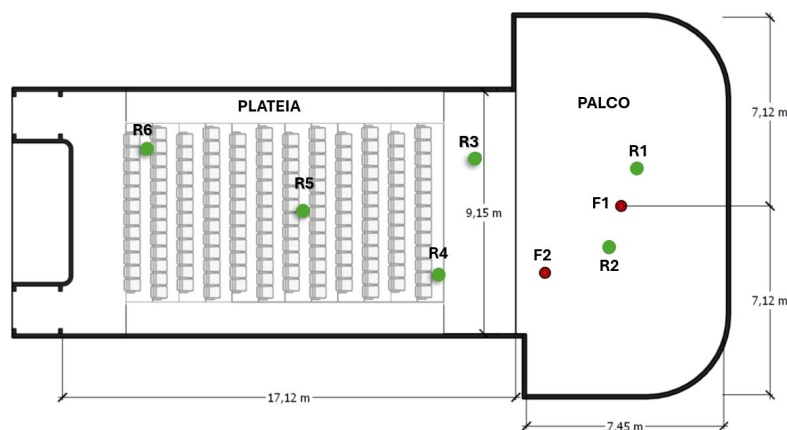 PLATEIA
PALCO
7,12 m
R6
R3
R1
R5
F1
9,15 m
R4
F2
R2
7,12 m
17,12 m
7,45 m